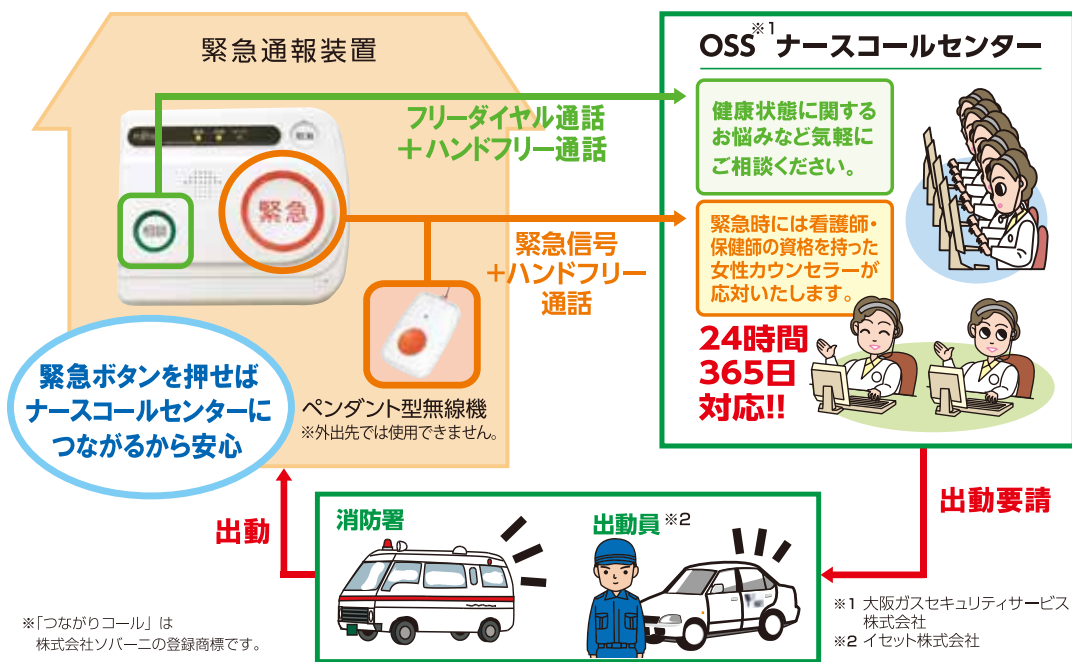 緊急通報装置
緊急
相談
フリーダイヤル通話
＋ハンドフリー通話
緊急信号
＋ハンドフリー
通話
ペンダント型無線機
※外出先では使用できません。
緊急ボタンを押せば
ナースコールセンターに
つながるから安心
OSS※1ナースコールセンター
健康状態に関する
お悩みなど気軽に
ご相談ください。
緊急時には看護師・
保健師の資格を持った
女性カウンセラーが
応対いたします。
24時間
365日
対応!!
出動要請
消防署
出動員※2
出動
※1 大阪ガスセキュリティサービス
株式会社
※2 イセット株式会社
※「つながりコール」は
株式会社ソバーニの登録商標です。